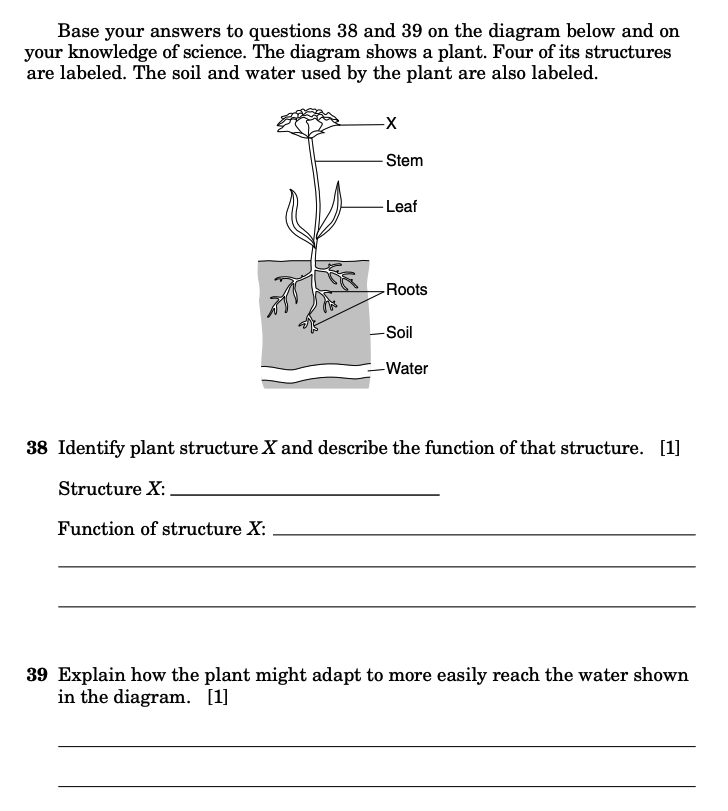 Base your answers to questions 38 and 39 on the diagram below and on
your knowledge of science. The diagram shows a plant. Four of its structures
are labeled. The soil and water used by the plant are also labeled.
X
Stem
Leaf
Roots
Soil
Water
38 Identify plant structure X and describe the function of that structure. [1]
Structure X:
Function of structure X:
39 Explain how the plant might adapt to more easily reach the water shown
in the diagram. [1]